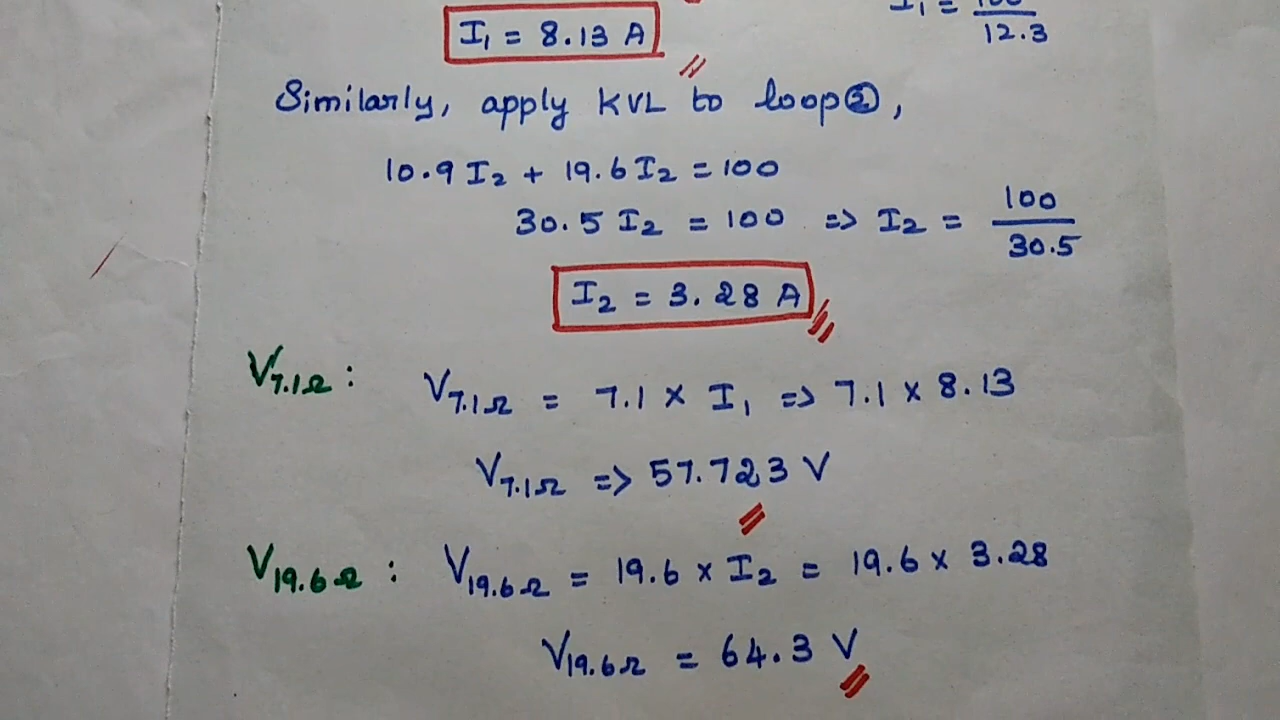 I₁ = 8.13 A
I₁ = 100
12.3
Similarly, apply KVL to loop②,
10.9 I₂ + 19.6 I₂ = 100
30.5 I₂ = 100 => I₂ = 100
30.5
I₂ = 3.28 A
V7.1Ω : V7.1Ω = 7.1 x I₁ => 7.1 x 8.13
V7.1Ω => 57.723 V
V19.6Ω : V19.6Ω = 19.6 x I₂ = 19.6 x 3.28
V19.6Ω = 64.3 V